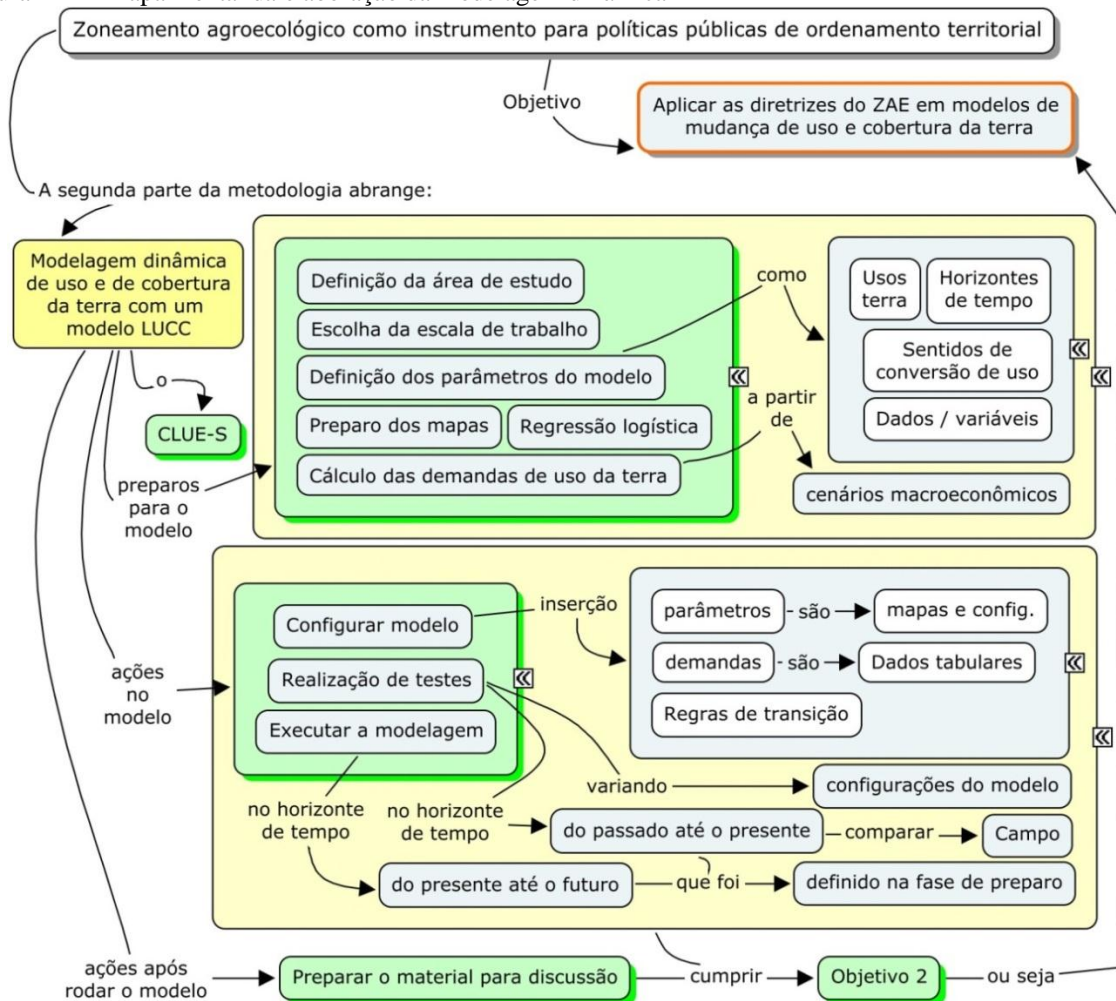 Zoneamento agroecológico como instrumento para políticas públicas de ordenamento territorial
Objetivo
Aplicar as diretrizes do ZAE em modelos de
mudança de uso e cobertura da terra
A segunda parte da metodologia abrange:
Modelagem dinâmica
de uso e de cobertura
da terra com um
modelo LUCC
o
CLUE-S
preparos
para o
modelo
Definição da área de estudo
Escolha da escala de trabalho
Definição dos parâmetros do modelo
Preparo dos mapas
Regressão logística
Cálculo das demandas de uso da terra
como
Usos
terra
Horizontes
de tempo
Sentidos de
conversão de uso
Dados / variáveis
a partir
de
cenários macroeconômicos
ações
no
modelo
Configurar modelo
Realização de testes
Executar a modelagem
inserção
parâmetros
são
mapas e config.
demandas
são
Dados tabulares
Regras de transição
variando
configurações do modelo
no horizonte
de tempo
no horizonte
de tempo
do passado até o presente
comparar
Campo
do presente até o futuro
que foi
definido na fase de preparo
ações após
rodar o modelo
Preparar o material para discussão
cumprir
Objetivo 2
ou seja